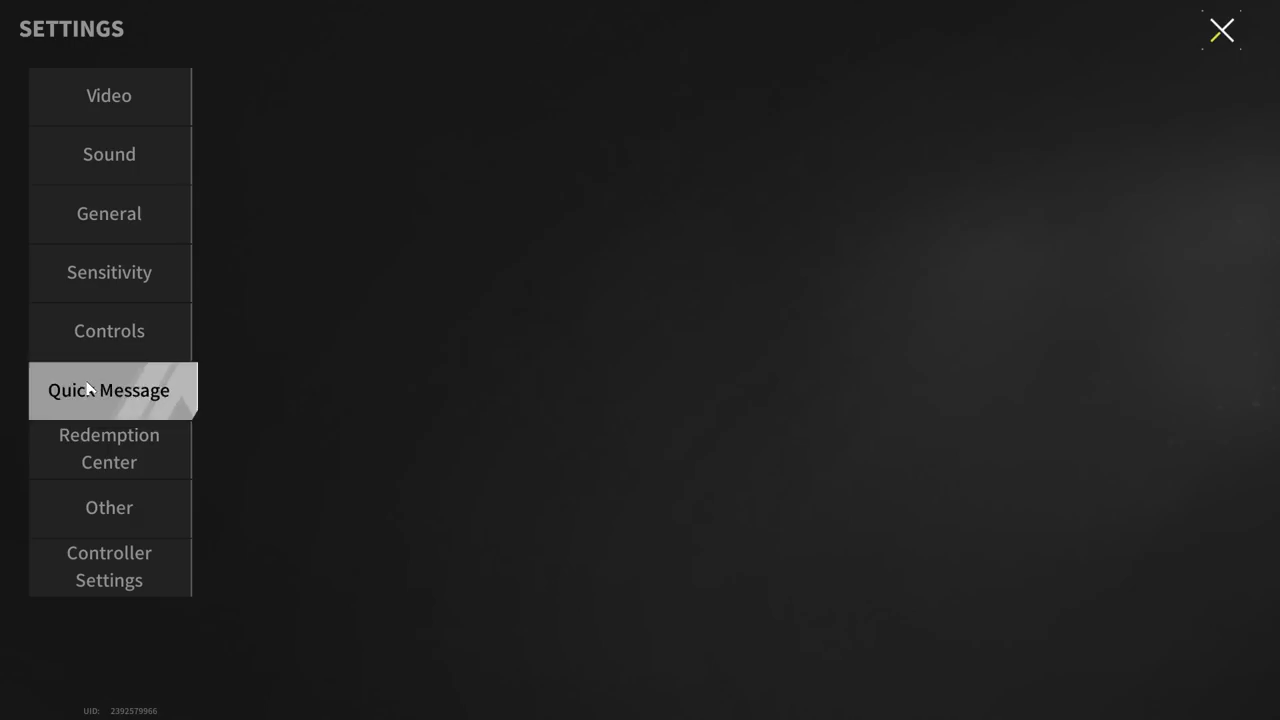 SETTINGS
Video
Sound
General
Sensitivity
Controls
Quick Message
Redemption
Center
Other
Controller
Settings
UID: 2392579966